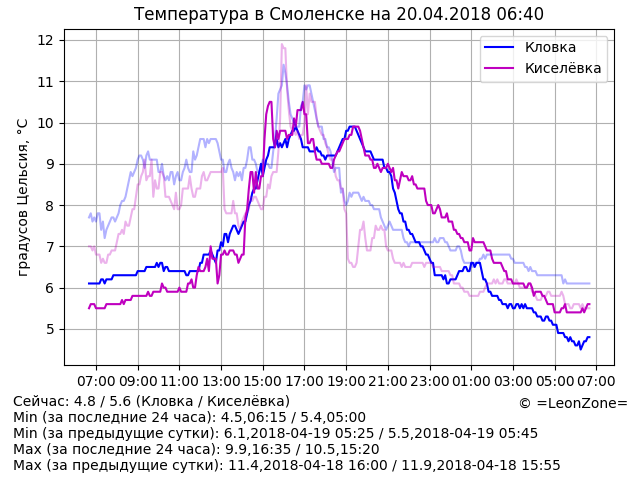 Температура в Смоленске на 20.04.2018 06:40
Кловка
Киселёвка
градусов Цельсия, °C
12
11
10
9
8
7
6
5
07:00 09:00 11:00 13:00 15:00 17:00 19:00 21:00 23:00 01:00 03:00 05:00 07:00
Сейчас: 4.8 / 5.6 (Кловка / Киселёвка)
© =LeonZone=
Min (за последние 24 часа): 4.5,06:15 / 5.4,05:00
Min (за предыдущие сутки): 6.1,2018-04-19 05:25 / 5.5,2018-04-19 05:45
Max (за последние 24 часа): 9.9,16:35 / 10.5,15:20
Max (за предыдущие сутки): 11.4,2018-04-18 16:00 / 11.9,2018-04-18 15:55